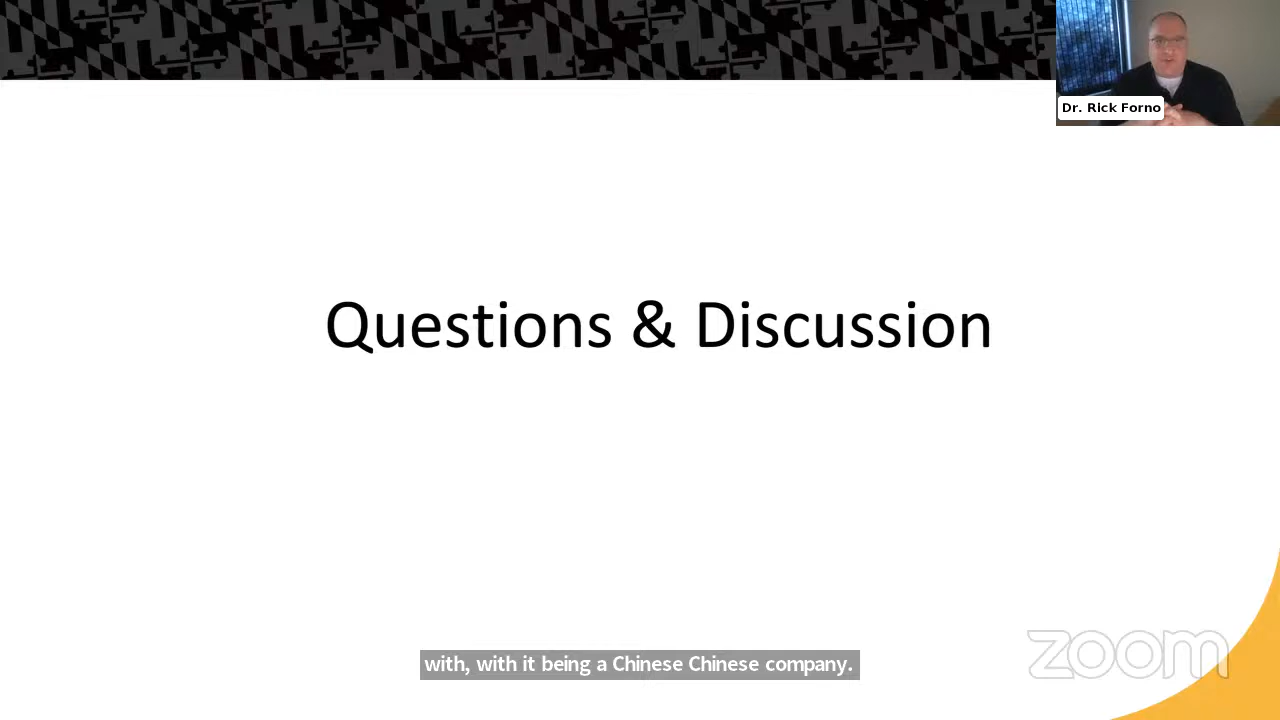 Dr. Rick Forno
Questions & Discussion
with, with it being a Chinese Chinese company.
zoom